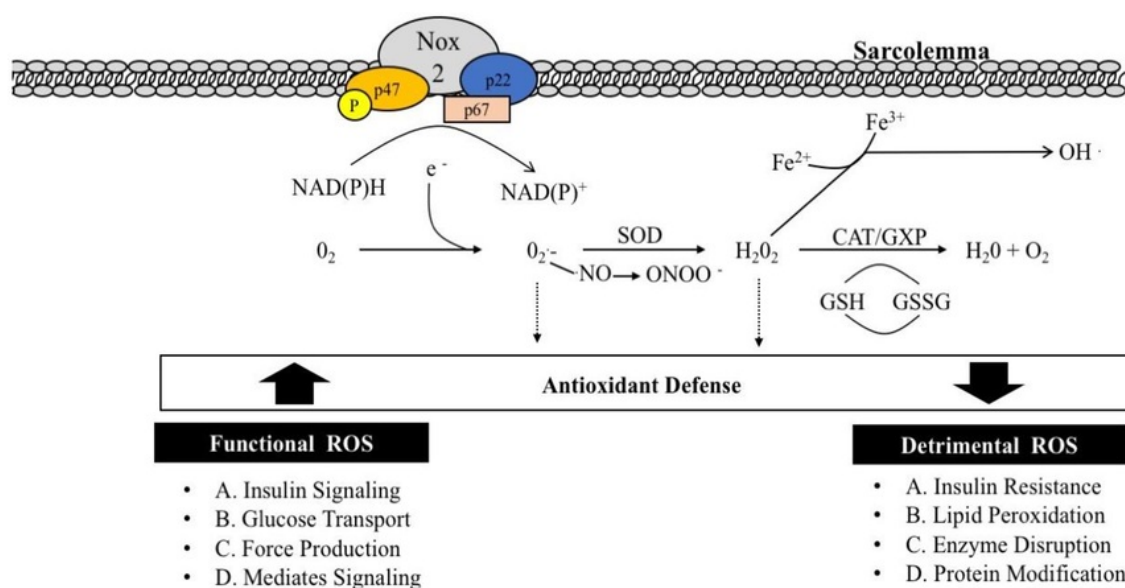 Nox
2
Sarcolemma
p47
p22
P
p67
Fe³⁺
Fe²⁺
OH ·
NAD(P)H
e⁻
NAD(P)⁺
0₂
0₂·-
SOD
H₂0₂
CAT/GXP
H₂0 + O₂
·NO
ONOO⁻
GSH
GSSG
Antioxidant Defense
Functional ROS
• A. Insulin Signaling
• B. Glucose Transport
• C. Force Production
• D. Mediates Signaling
Detrimental ROS
• A. Insulin Resistance
• B. Lipid Peroxidation
• C. Enzyme Disruption
• D. Protein Modification